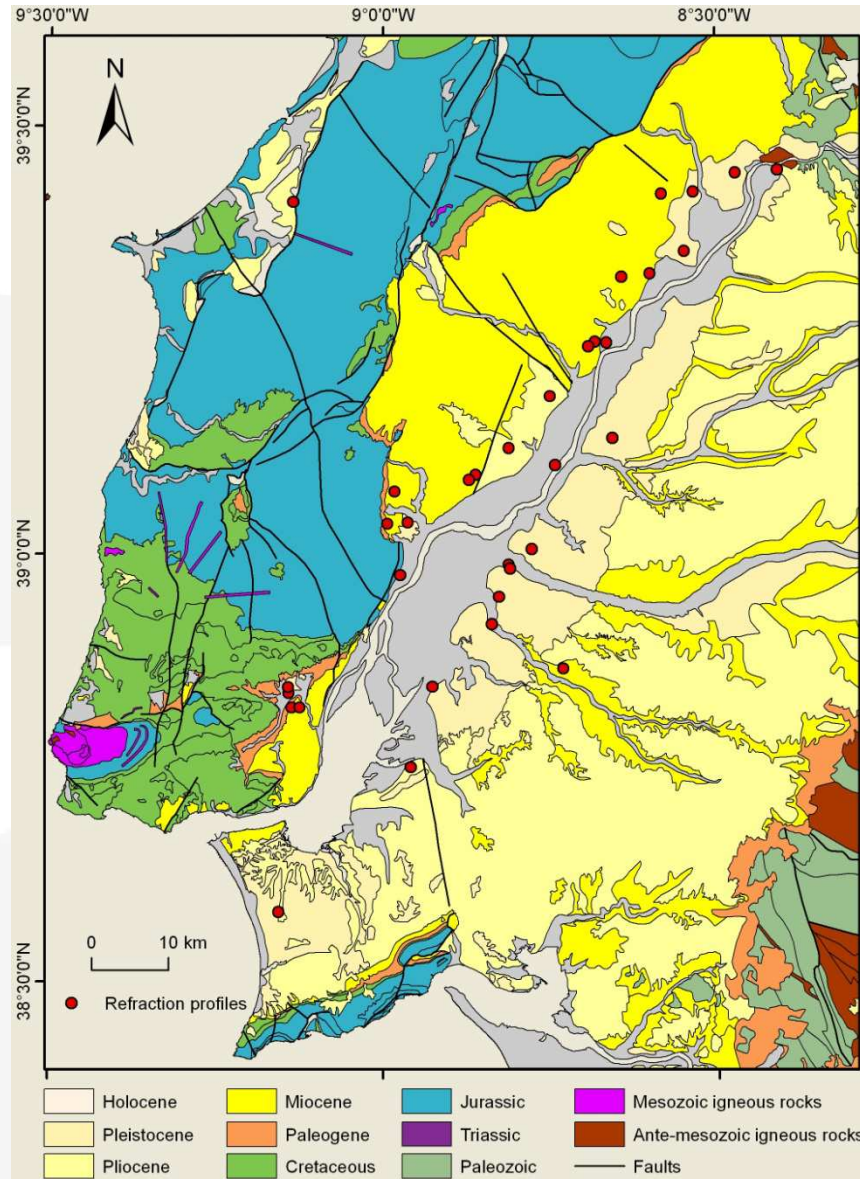 9°30'0"W 9°0'0"W 8°30'0"W
N
39°30'0"N
39°0'0"N
38°30'0"N
0 10 km
Refraction profiles
Holocene Miocene Jurassic Mesozoic igneous rocks
Pleistocene Paleogene Triassic Ante-mesozoic igneous rocks
Pliocene Cretaceous Paleozoic Faults